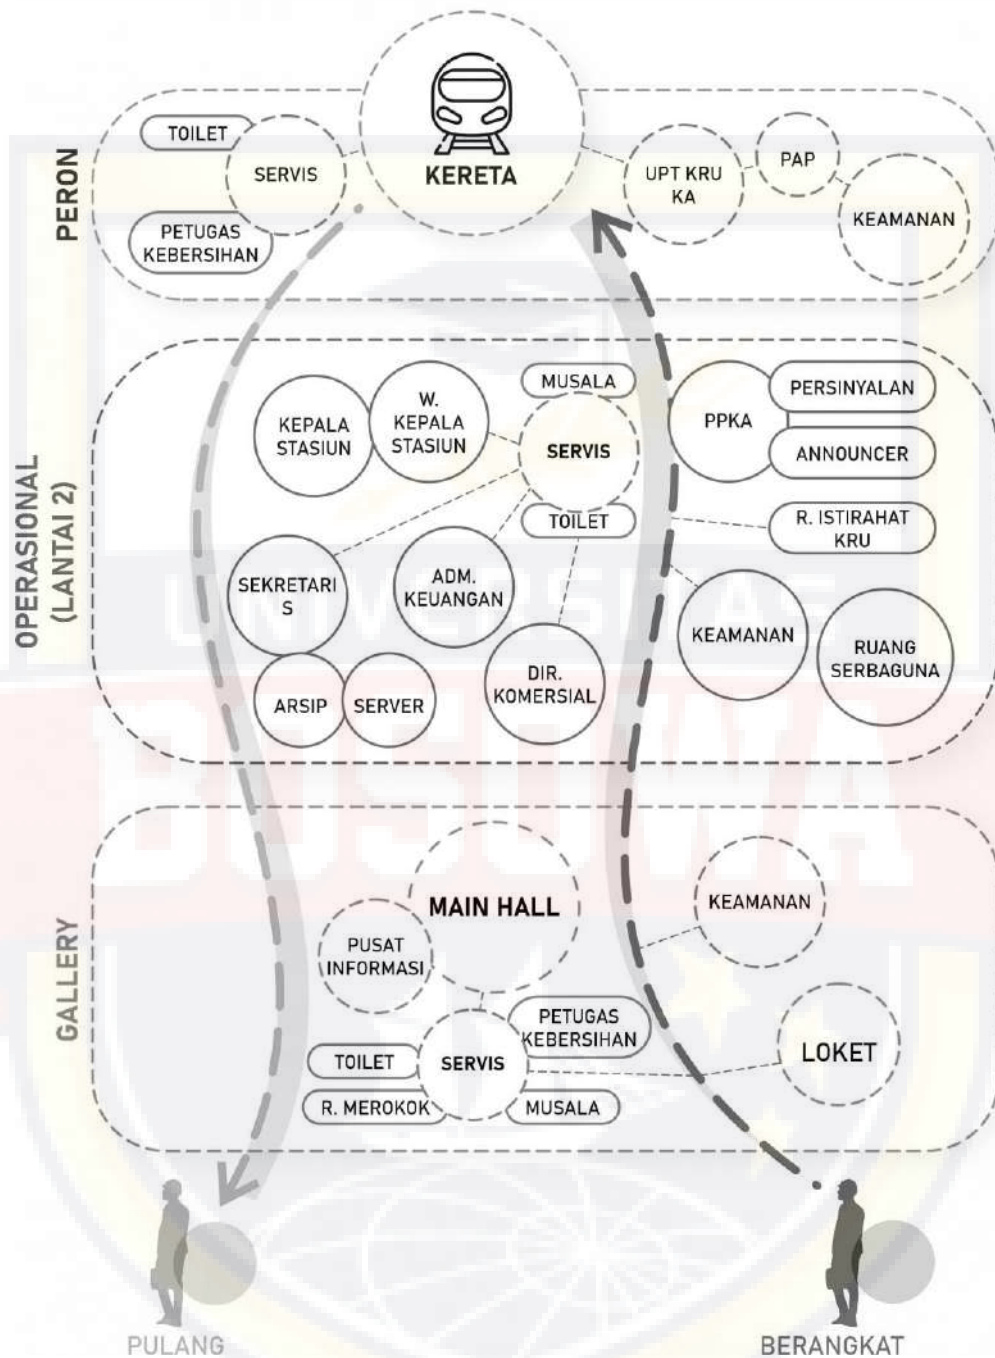 PERON
KERETA
TOILET
SERVIS
PETUGAS
KEBERSIHAN
UPT KRU
KA
PAP
KEAMANAN
OPERASIONAL
(LANTAI 2)
KEPALA
STASIUN
W.
KEPALA
STASIUN
MUSALA
SERVIS
TOILET
PPKA
PERSINYALAN
ANNOUNCER
R. ISTIRAHAT
KRU
SEKRETARI
S
ADM.
KEUANGAN
KEAMANAN
RUANG
SERBAGUNA
ARSIP
SERVER
DIR.
KOMERSIAL
UNIVERSITAS
BOSOWA
GALLERY
MAIN HALL
PUSAT
INFORMASI
KEAMANAN
PETUGAS
KEBERSIHAN
TOILET
SERVIS
R. MEROKOK
MUSALA
LOKET
PULANG
BERANGKAT